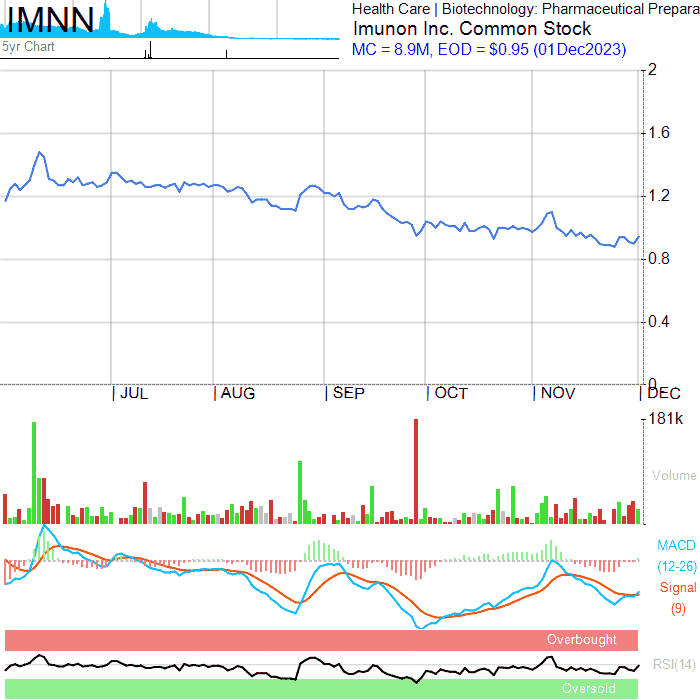 IMNN
5yr Chart
Health Care | Biotechnology: Pharmaceutical Prepara
Imunon Inc. Common Stock
MC = 8.9M, EOD = $0.95 (01Dec2023)
2
1.6
1.2
0.8
0.4
0
| JUL | AUG | SEP | OCT | NOV | DEC
181k
Volume
MACD
(12-26)
Signal
(9)
Overbought
RSI(14)
Oversold